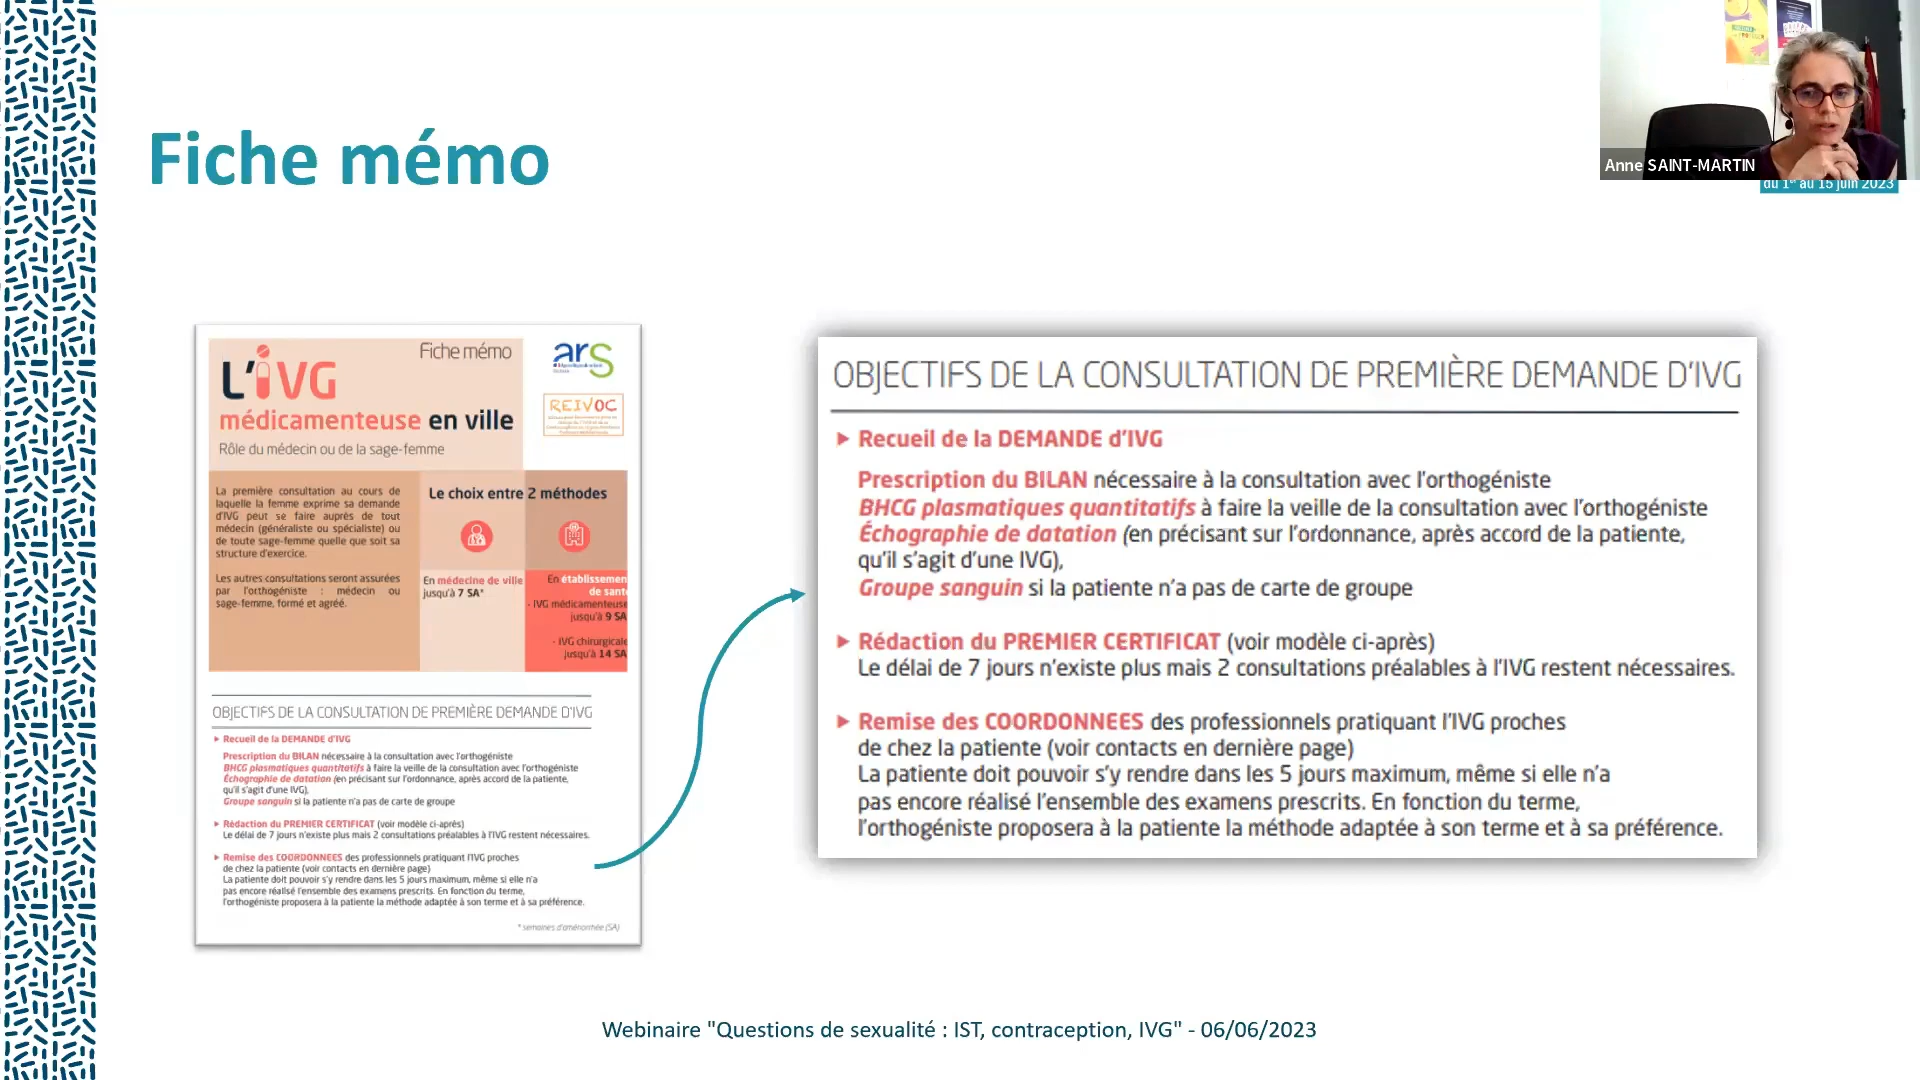 Fiche mémo
Anne SAINT-MARTIN
du 1er au 15 juin 2023
Fiche mémo
L'IVG
médicamenteuse en ville
Rôle du médecin ou de la sage-femme
ars
REIVOC
La première consultation au cours de
laquelle la femme exprime sa demande
d'IVG peut se faire auprès de tout
médecin (généraliste ou spécialiste) ou
de toute sage-femme quelle que soit sa
structure d'exercice.
Les autres consultations seront assurées
par l'orthogéniste : médecin ou
sage-femme, formé et agréé.
Le choix entre 2 méthodes
En médecine de ville
jusqu'à 7 SA*
En établissemen
de sant
- IVG médicamenteuse
jusqu'à 9 SA
- IVG chirurgicale
jusqu'à 14 SA
OBJECTIFS DE LA CONSULTATION DE PREMIÈRE DEMANDE D'IVG
Recueil de la DEMANDE d'IVG
Prescription du BILAN nécessaire à la consultation avec l'orthogéniste
BHCG plasmatiques quantitatifs à faire la veille de la consultation avec l'orthogéniste
Échographie de datation (en précisant sur l'ordonnance, après accord de la patiente,
qu'il s'agit d'une IVG),
Groupe sanguin si la patiente n'a pas de carte de groupe
Rédaction du PREMIER CERTIFICAT (voir modèle ci-après)
Le délai de 7 jours n'existe plus mais 2 consultations préalables à l'IVG restent nécessaires.
Remise des COORDONNEES des professionnels pratiquant l'IVG proches
de chez la patiente (voir contacts en dernière page)
La patiente doit pouvoir s'y rendre dans les 5 jours maximum, même si elle n'a
pas encore réalisé l'ensemble des examens prescrits. En fonction du terme,
l'orthogéniste proposera à la patiente la méthode adaptée à son terme et à sa préférence.
* semaines d'aménorrhée (SA)
OBJECTIFS DE LA CONSULTATION DE PREMIÈRE DEMANDE D'IVG
Recueil de la DEMANDE d'IVG
Prescription du BILAN nécessaire à la consultation avec l'orthogéniste
BHCG plasmatiques quantitatifs à faire la veille de la consultation avec l'orthogéniste
Échographie de datation (en précisant sur l'ordonnance, après accord de la patiente,
qu'il s'agit d'une IVG),
Groupe sanguin si la patiente n'a pas de carte de groupe
Rédaction du PREMIER CERTIFICAT (voir modèle ci-après)
Le délai de 7 jours n'existe plus mais 2 consultations préalables à l'IVG restent nécessaires.
Remise des COORDONNEES des professionnels pratiquant l'IVG proches
de chez la patiente (voir contacts en dernière page)
La patiente doit pouvoir s'y rendre dans les 5 jours maximum, même si elle n'a
pas encore réalisé l'ensemble des examens prescrits. En fonction du terme,
l'orthogéniste proposera à la patiente la méthode adaptée à son terme et à sa préférence.
Webinaire "Questions de sexualité : IST, contraception, IVG" - 06/06/2023